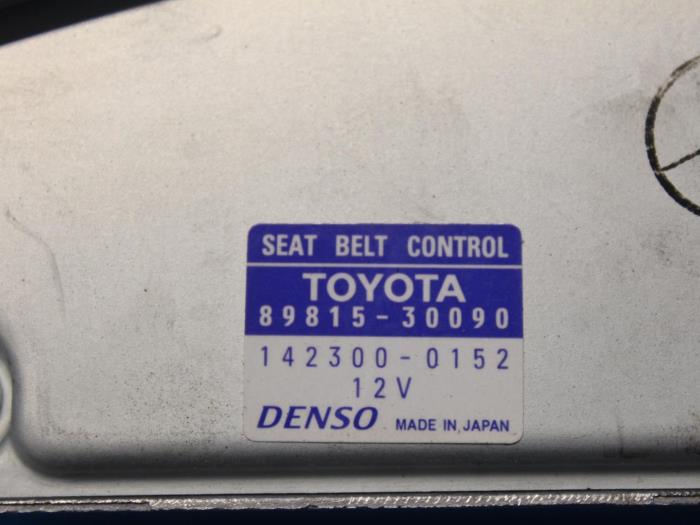 SEAT BELT CONTROL
TOYOTA
89815-30090
142300-0152
12V
DENSO MADE IN JAPAN